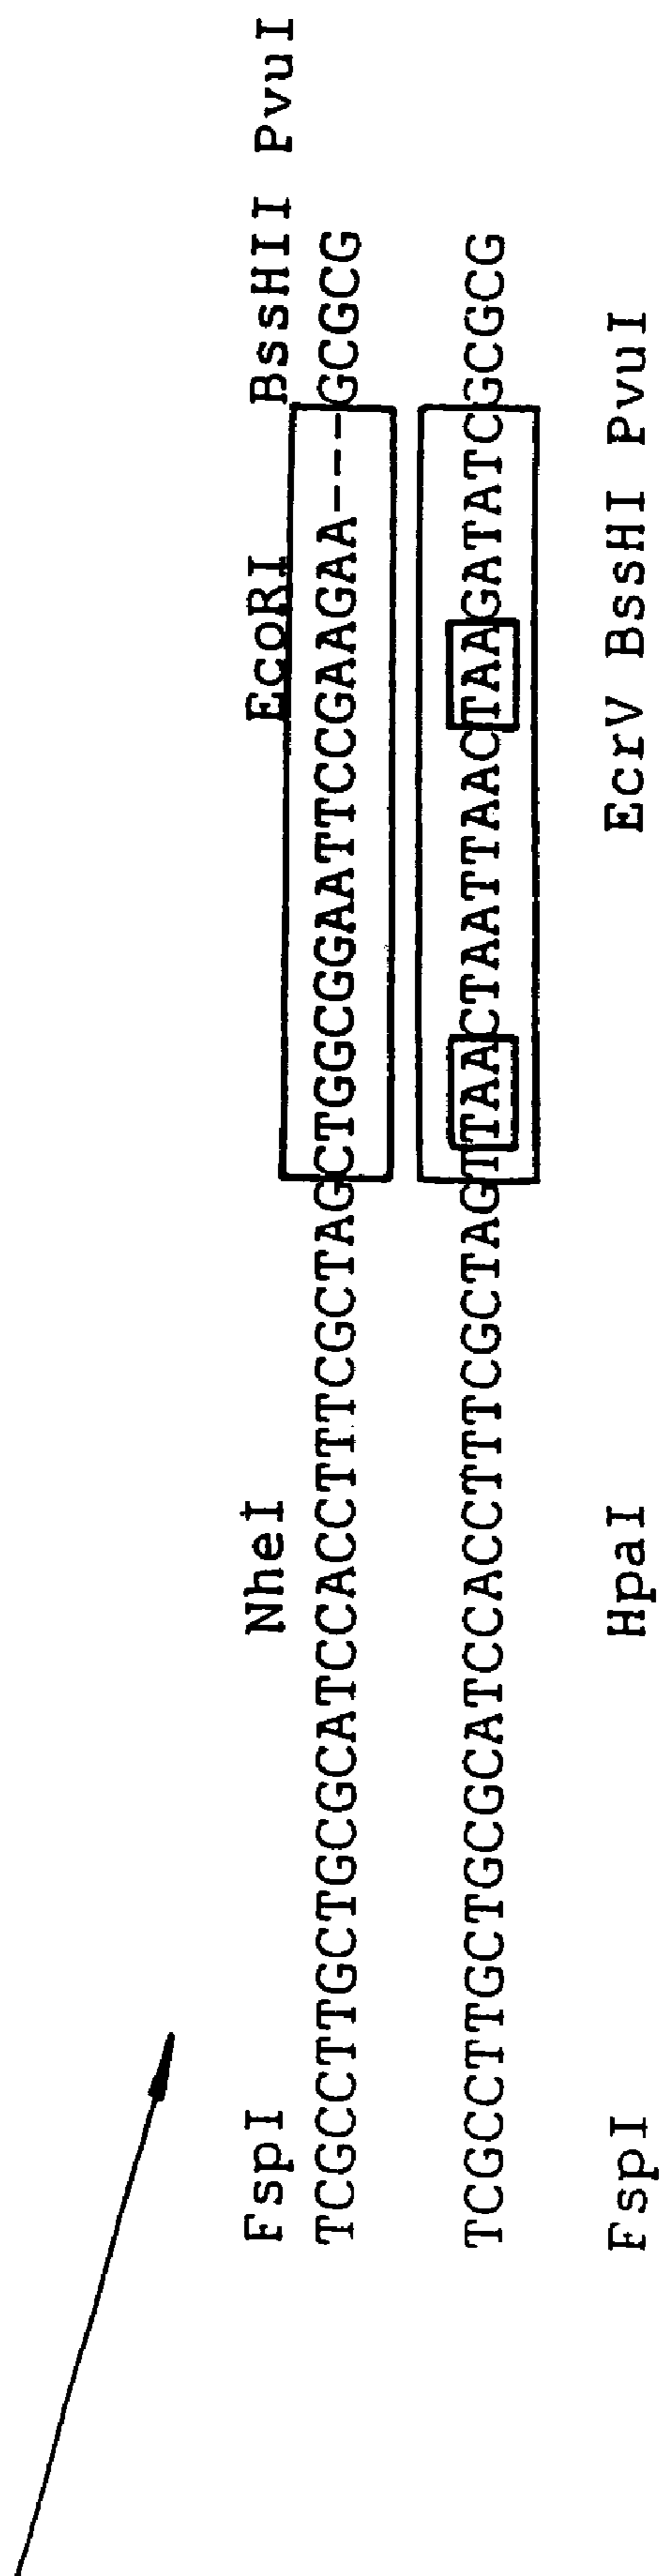 FspI NheI EcoRI BssHII PvuI
TCGCCTTGCTGCGCATCCACCTTTCGCTAGCTGGCGGAATTCCGAAGAA---GCGCG
TCGCCTTGCTGCGCATCCACCTTTCGCTAGTTAACTAATTAACTAAGATATCGCGCG
FspI HpaI EcrV BssHI PvuI